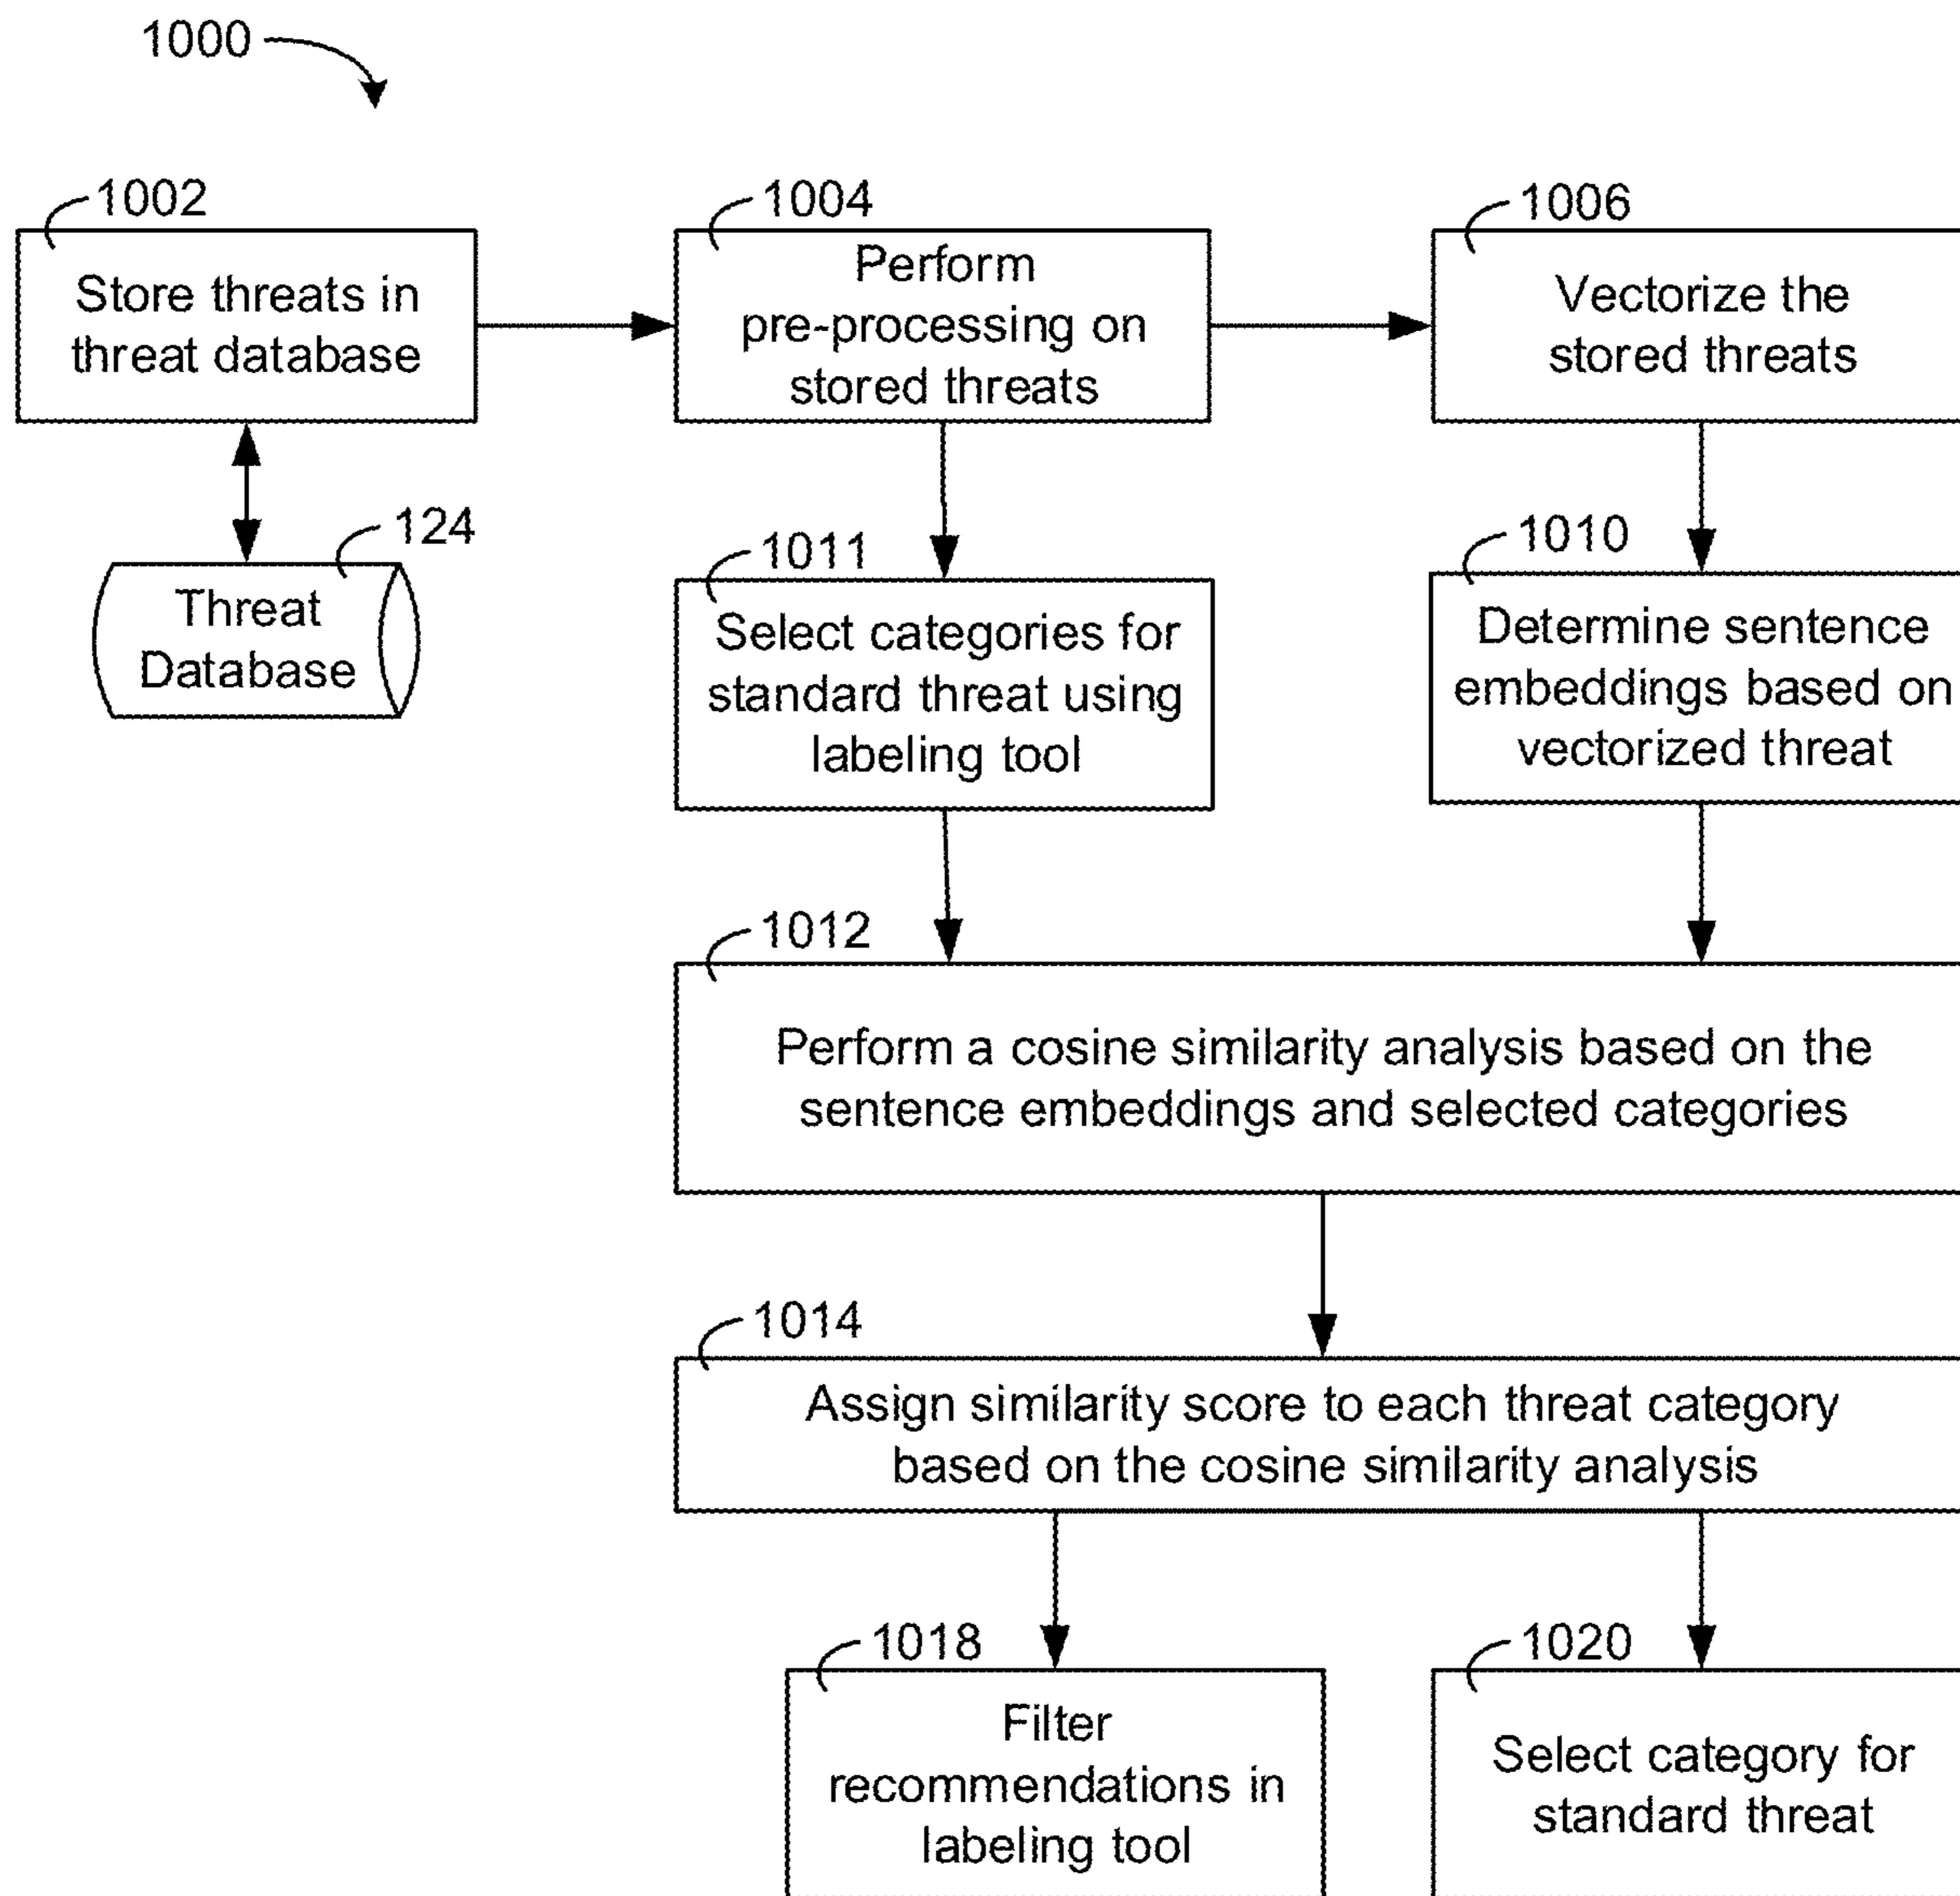 1000
1002
Store threats in
threat database
1004
Perform
pre-processing on
stored threats
1006
Vectorize the
stored threats
124
Threat
Database
1011
Select categories for
standard threat using
labeling tool
1010
Determine sentence
embeddings based on
vectorized threat
1012
Perform a cosine similarity analysis based on the
sentence embeddings and selected categories
1014
Assign similarity score to each threat category
based on the cosine similarity analysis
1018
Filter
recommendations in
labeling tool
1020
Select category for
standard threat